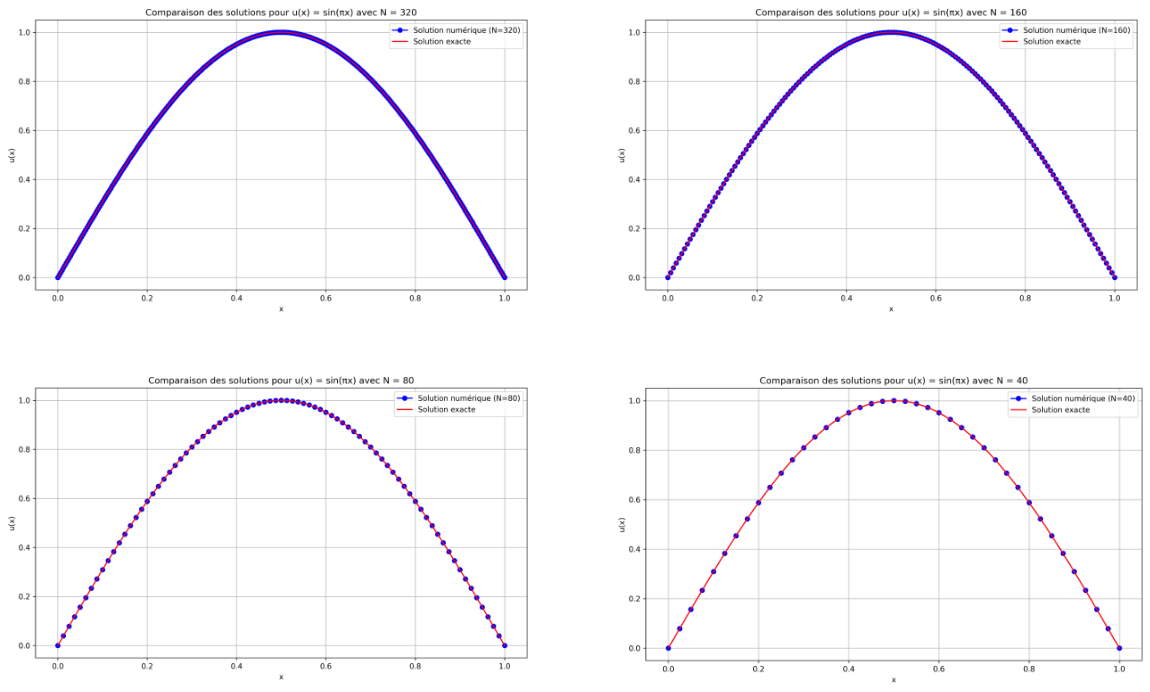 Comparaison des solutions pour u(x) = sin(πx) avec N = 320
Solution numérique (N=320)
Solution exacte
1.0
0.8
0.6
0.4
0.2
0.0
u(x)
0.0 0.2 0.4 0.6 0.8 1.0
x
Comparaison des solutions pour u(x) = sin(πx) avec N = 160
Solution numérique (N=160)
Solution exacte
1.0
0.8
0.6
0.4
0.2
0.0
u(x)
0.0 0.2 0.4 0.6 0.8 1.0
x
Comparaison des solutions pour u(x) = sin(πx) avec N = 80
Solution numérique (N=80)
Solution exacte
1.0
0.8
0.6
0.4
0.2
0.0
u(x)
0.0 0.2 0.4 0.6 0.8 1.0
x
Comparaison des solutions pour u(x) = sin(πx) avec N = 40
Solution numérique (N=40)
Solution exacte
1.0
0.8
0.6
0.4
0.2
0.0
u(x)
0.0 0.2 0.4 0.6 0.8 1.0
x